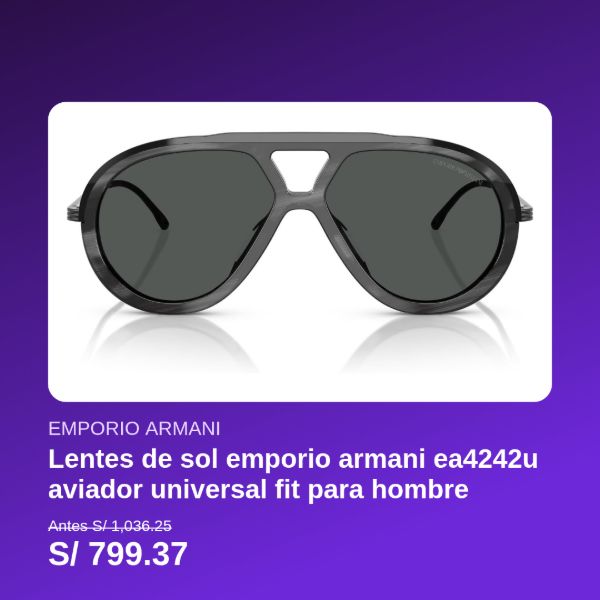 EMPORIO ARMANI
Lentes de sol emporio armani ea4242u
aviador universal fit para hombre
Antes S/ 1,036.25
S/ 799.37